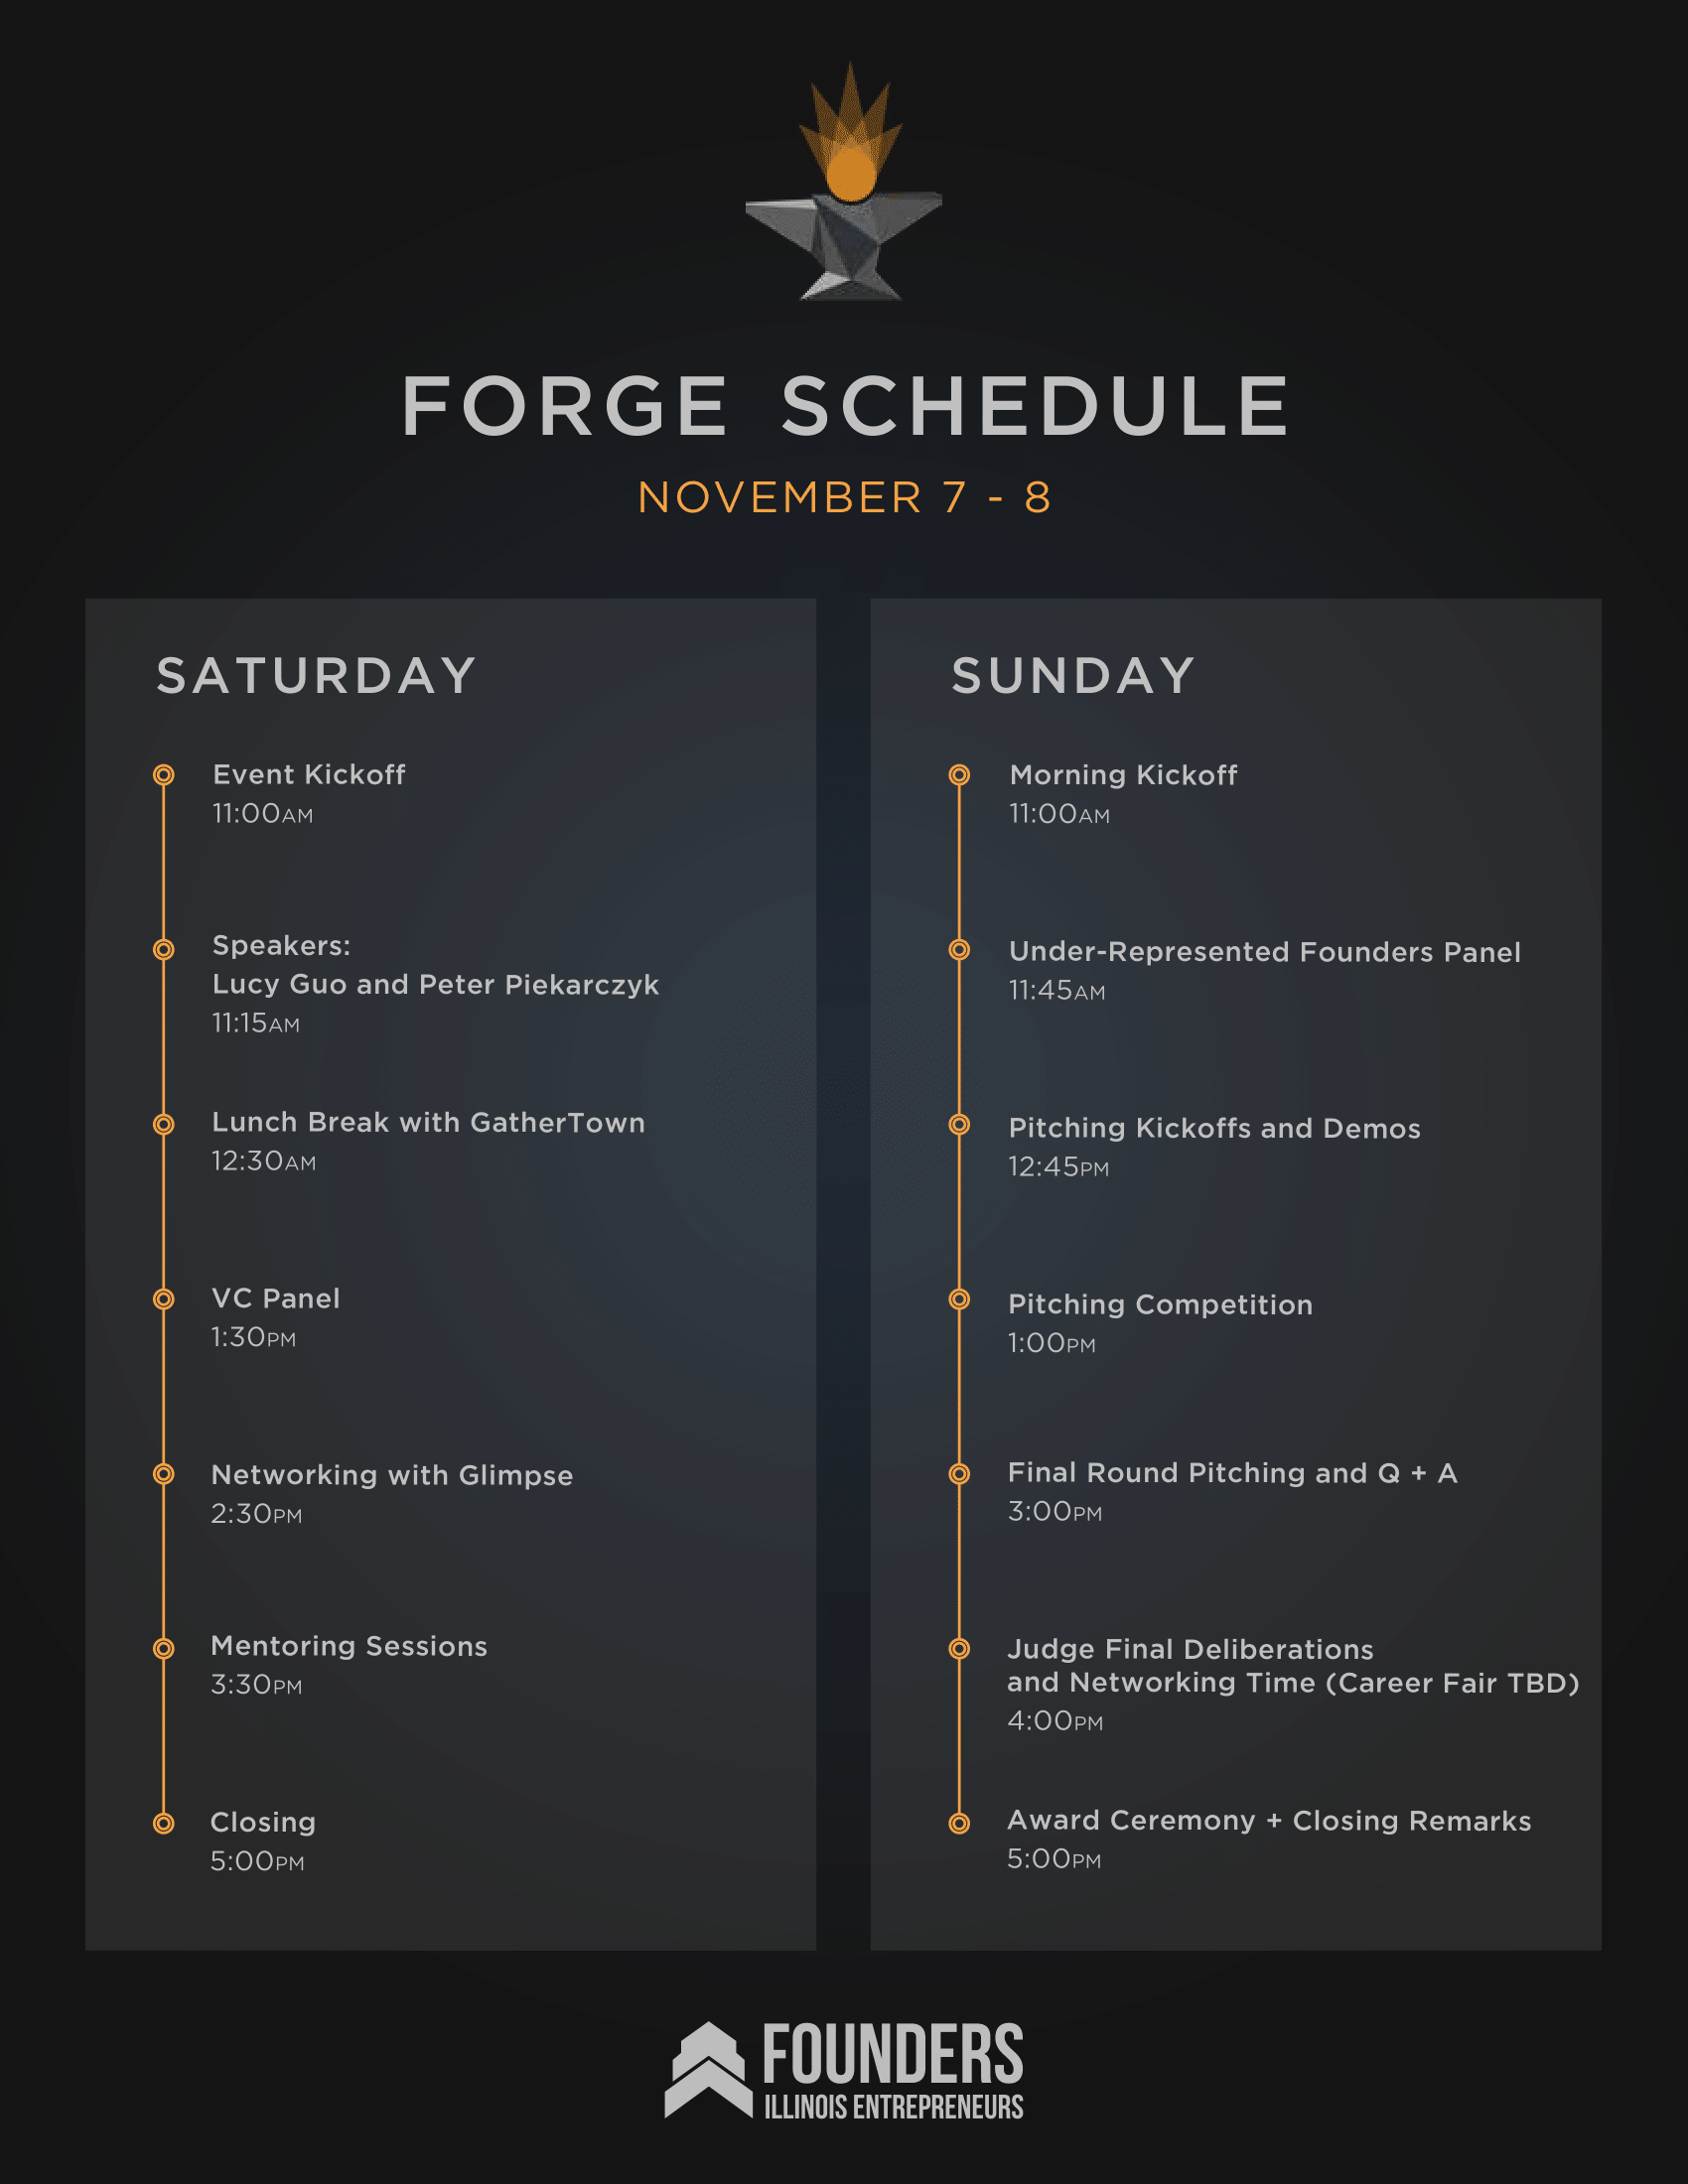 FORGE SCHEDULE
NOVEMBER 7 - 8
SATURDAY
Event Kickoff
11:00AM
Speakers:
Lucy Guo and Peter Piekarczyk
11:15AM
Lunch Break with GatherTown
12:30AM
VC Panel
1:30PM
Networking with Glimpse
2:30PM
Mentoring Sessions
3:30PM
Closing
5:00PM
SUNDAY
Morning Kickoff
11:00AM
Under-Represented Founders Panel
11:45AM
Pitching Kickoffs and Demos
12:45PM
Pitching Competition
1:00PM
Final Round Pitching and Q + A
3:00PM
Judge Final Deliberations
and Networking Time (Career Fair TBD)
4:00PM
Award Ceremony + Closing Remarks
5:00PM
FOUNDERS
ILLINOIS ENTREPRENEURS